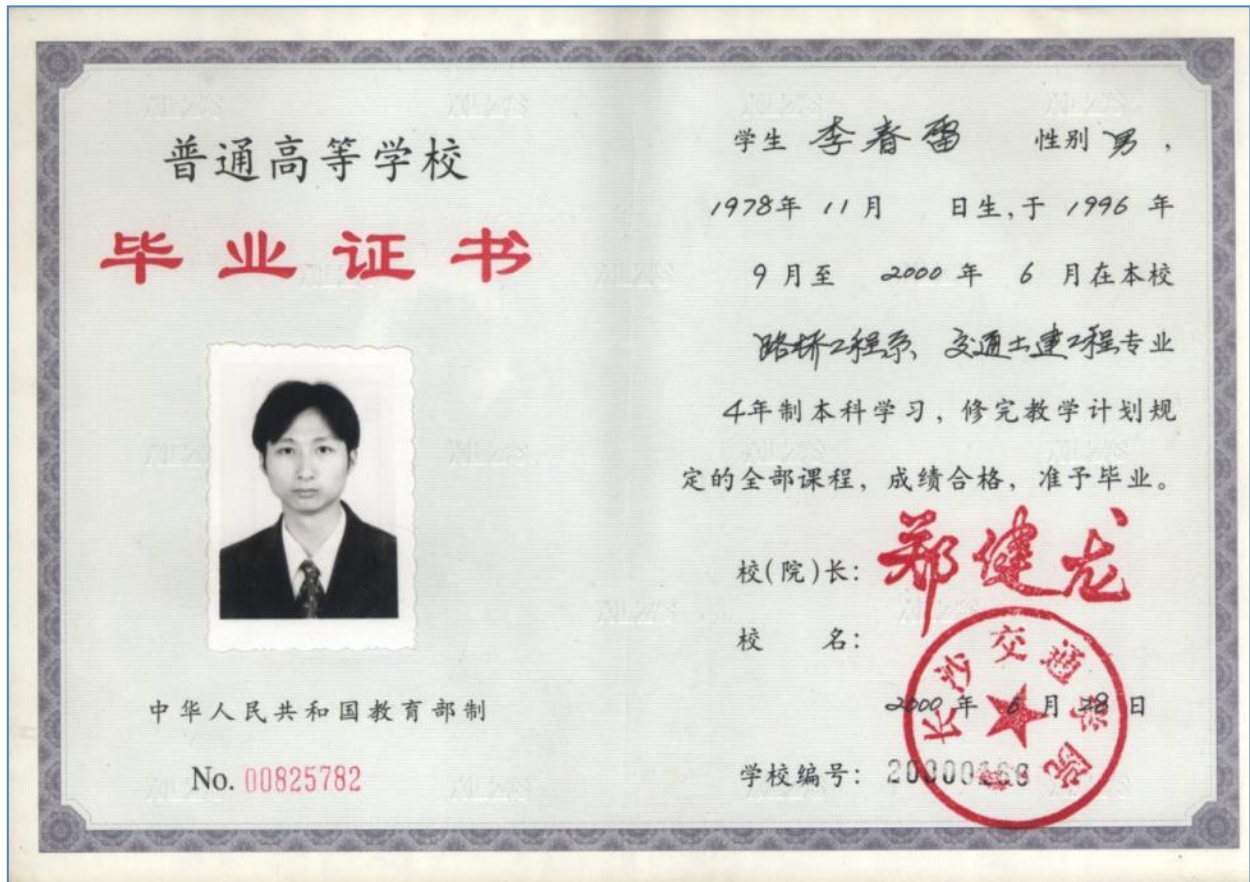 普通高等学校
毕业证书
中华人民共和国教育部制
No. 00825782
学生 李春雷 性别 男,
1978年 11月 日生,于 1996 年
9 月至 2000 年 6 月在本校
路桥工程系、交通土建工程专业
4年制本科学习,修完教学计划规
定的全部课程,成绩合格,准予毕业。
校(院)长: 郑健龙
校 名:
长沙交通学院
2000 年 6 月 28 日
学校编号: